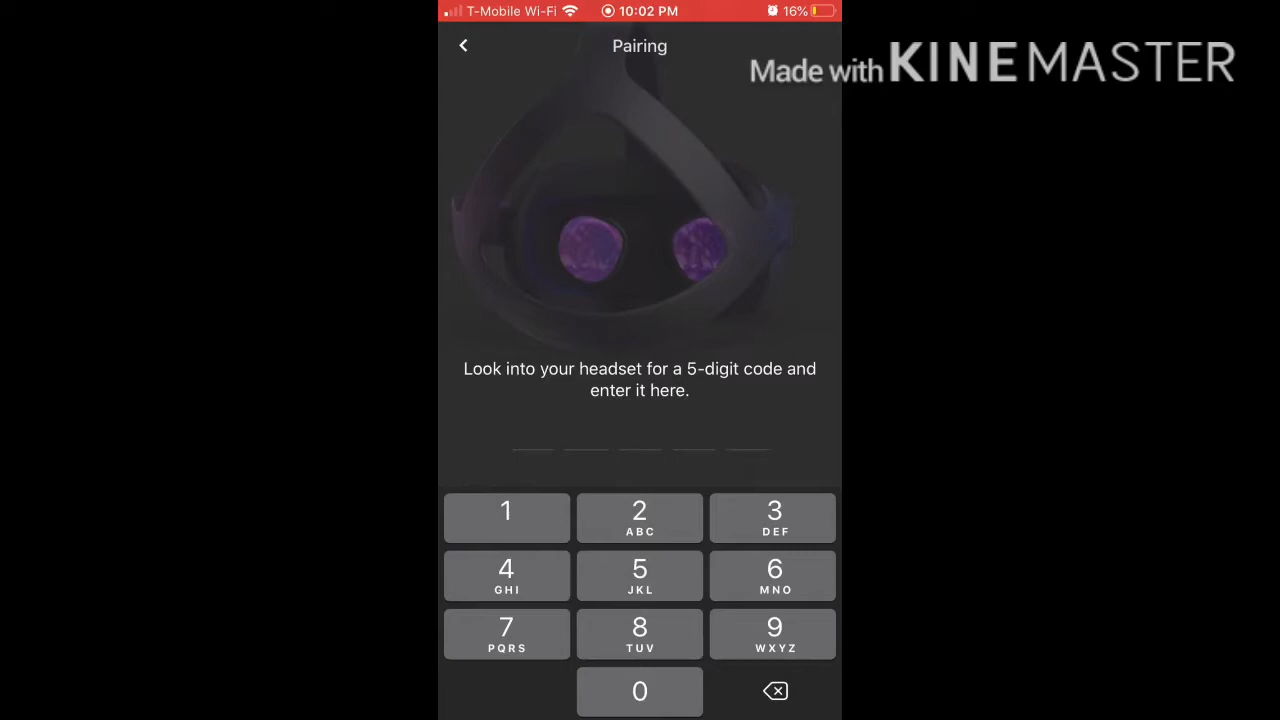 T-Mobile Wi-Fi 10:02 PM 16%
Pairing
Made with KINEMASTER
Look into your headset for a 5-digit code and
enter it here.
1 2 3
ABC DEF
4 5 6
GHI JKL MNO
7 8 9
PQRS TUV WXYZ
0